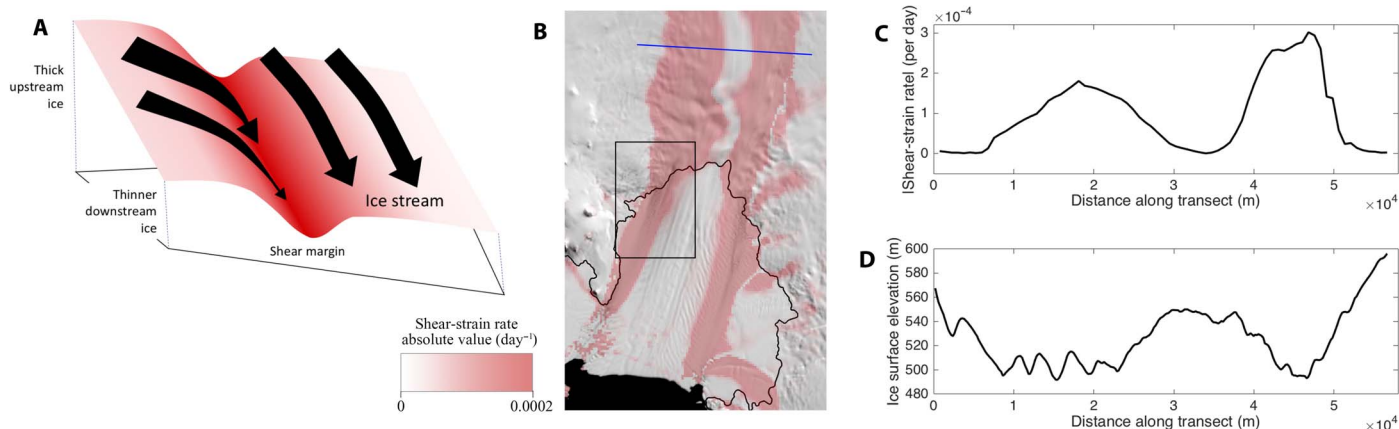 A
Thick
upstream
ice
Thinner
downstream
ice
Ice stream
Shear margin
Shear-strain rate
absolute value (day⁻¹)
0
0.0002
B
C
×10⁻⁴
|Shear-strain ratel (per day)
3
2
1
0
0
1
2
3
4
5
×10⁴
Distance along transect (m)
D
Ice surface elevation (m)
600
580
560
540
520
500
480
0
1
2
3
4
5
×10⁴
Distance along transect (m)